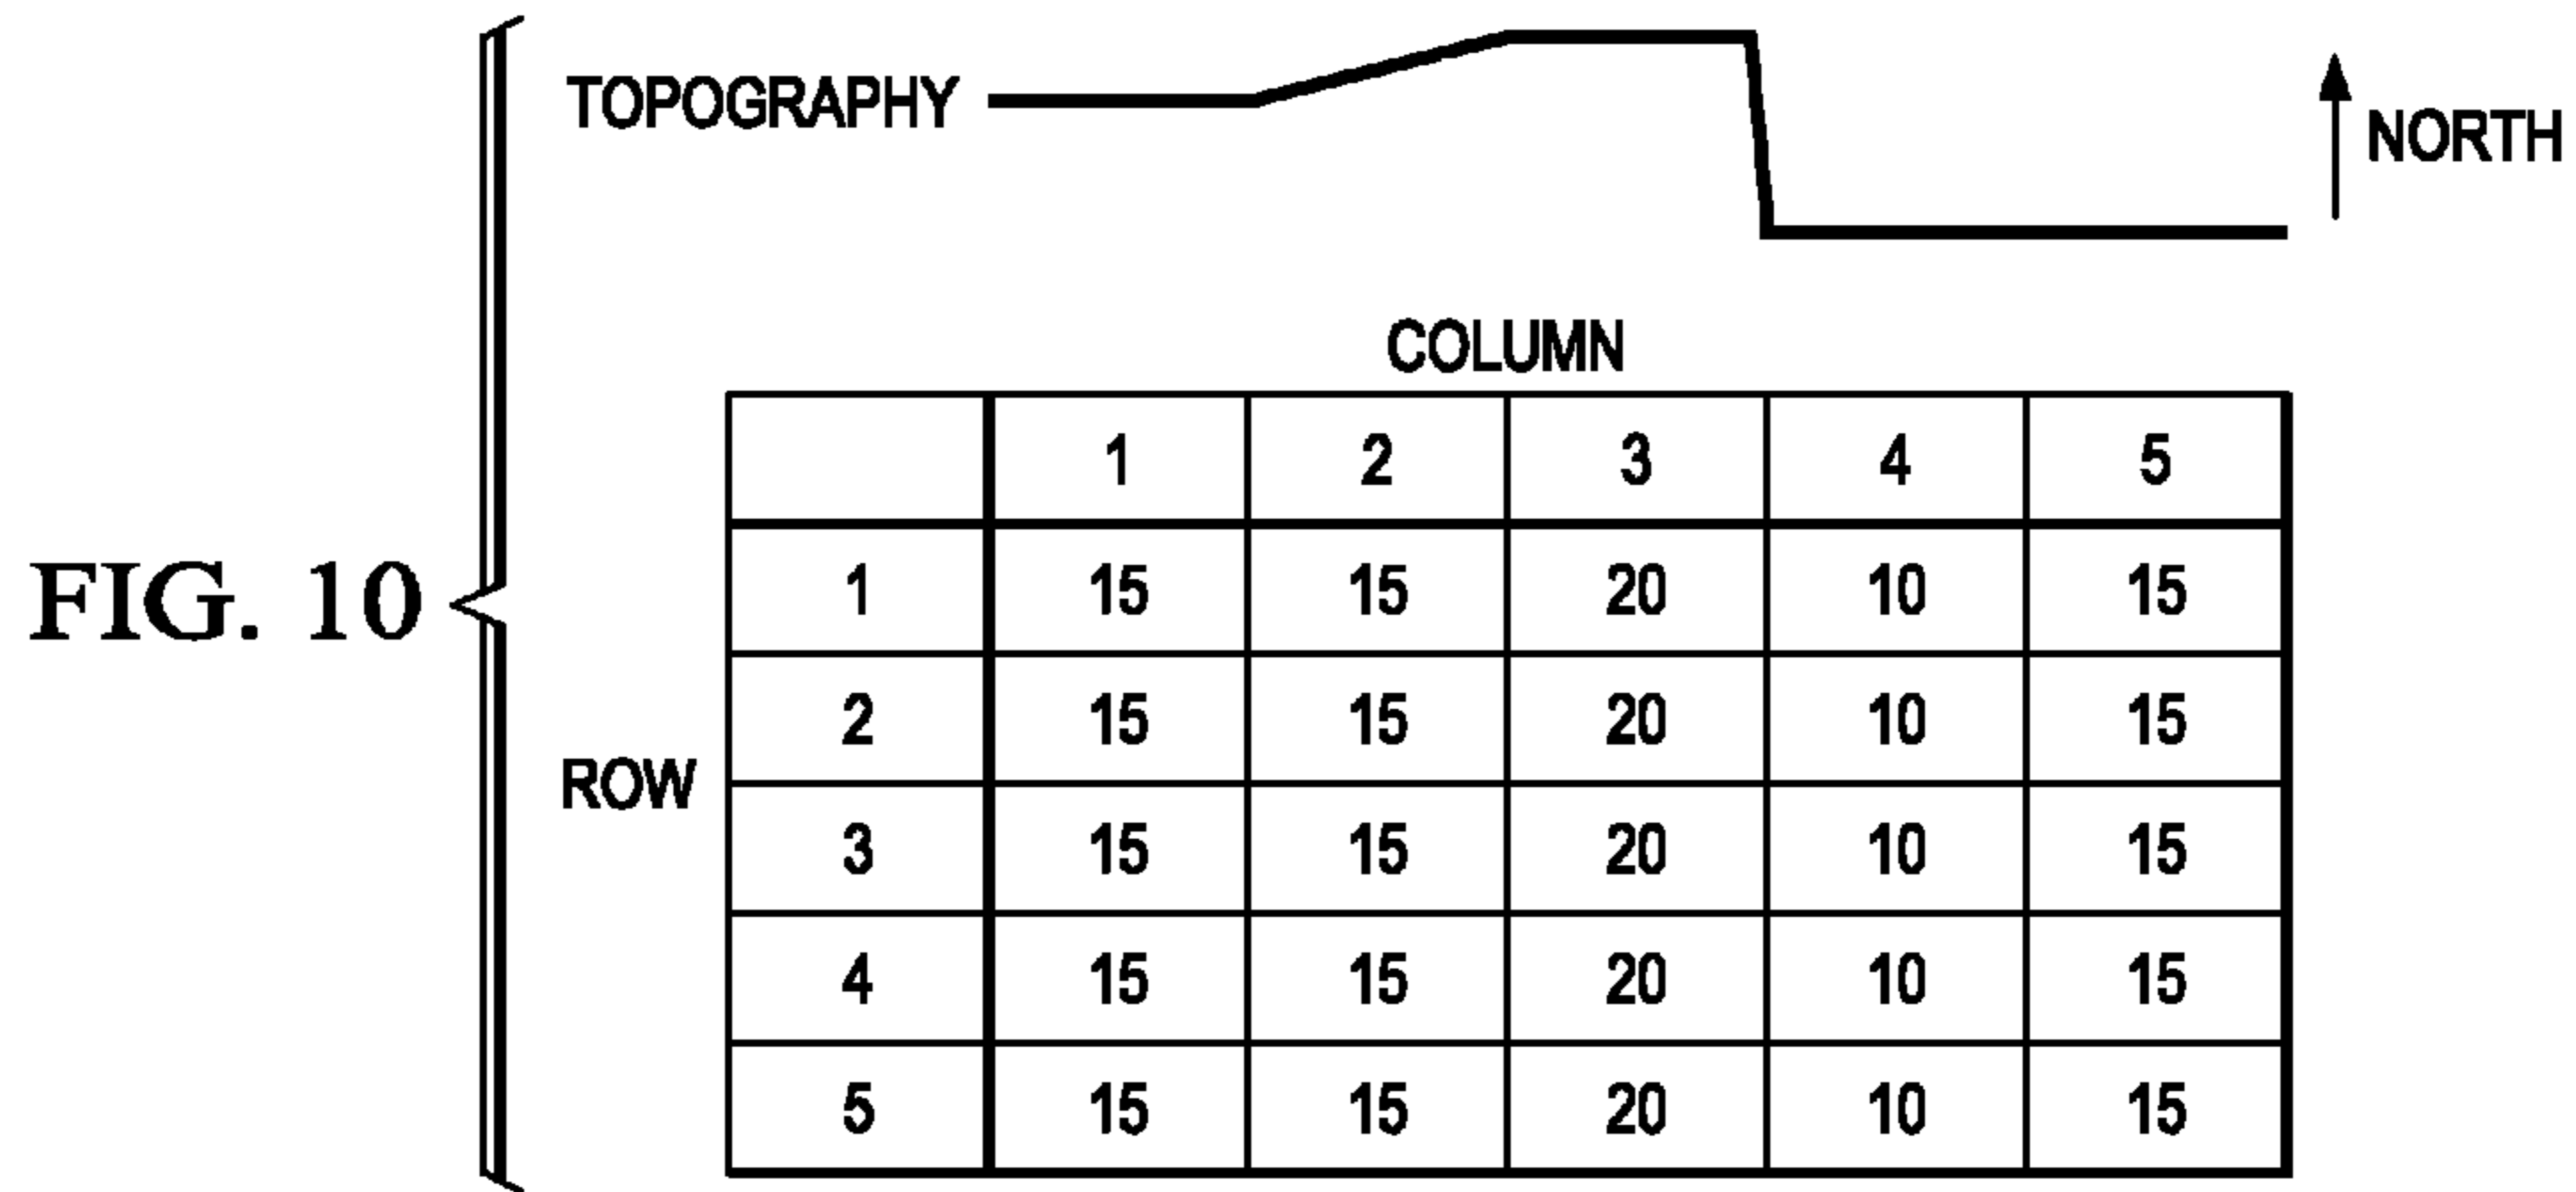 TOPOGRAPHY
NORTH
COLUMN
1 2 3 4 5
1 15 15 20 10 15
FIG. 10
2 15 15 20 10 15
ROW
3 15 15 20 10 15
4 15 15 20 10 15
5 15 15 20 10 15